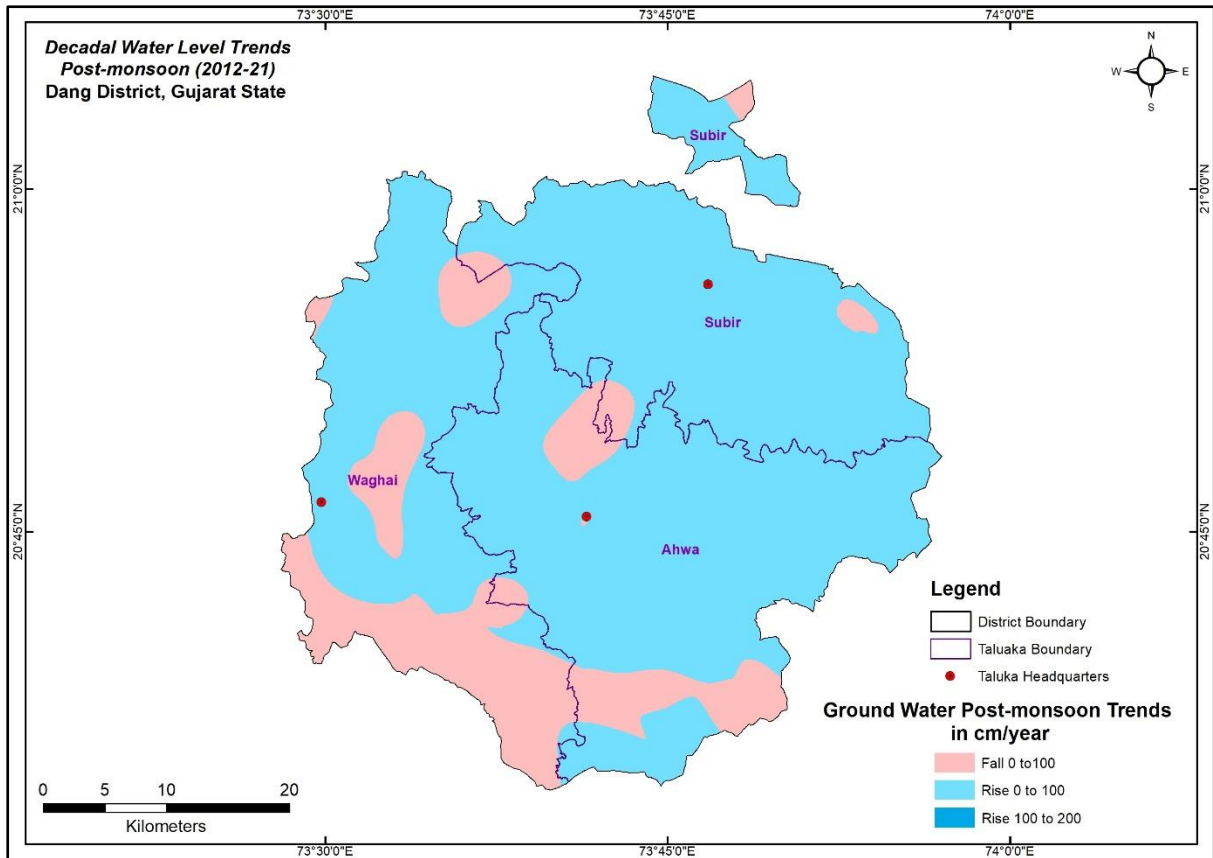 73°30'0"E 73°45'0"E 74°0'0"E
Decadal Water Level Trends
Post-monsoon (2012-21)
Dang District, Gujarat State
N
W E
S
Subir
21°0'0"N 21°0'0"N
Subir
Waghai
20°45'0"N 20°45'0"N
Ahwa
Legend
District Boundary
Taluaka Boundary
Taluka Headquarters
Ground Water Post-monsoon Trends
in cm/year
Fall 0 to100
Rise 0 to 100
Rise 100 to 200
0 5 10 20
Kilometers
73°30'0"E 73°45'0"E 74°0'0"E